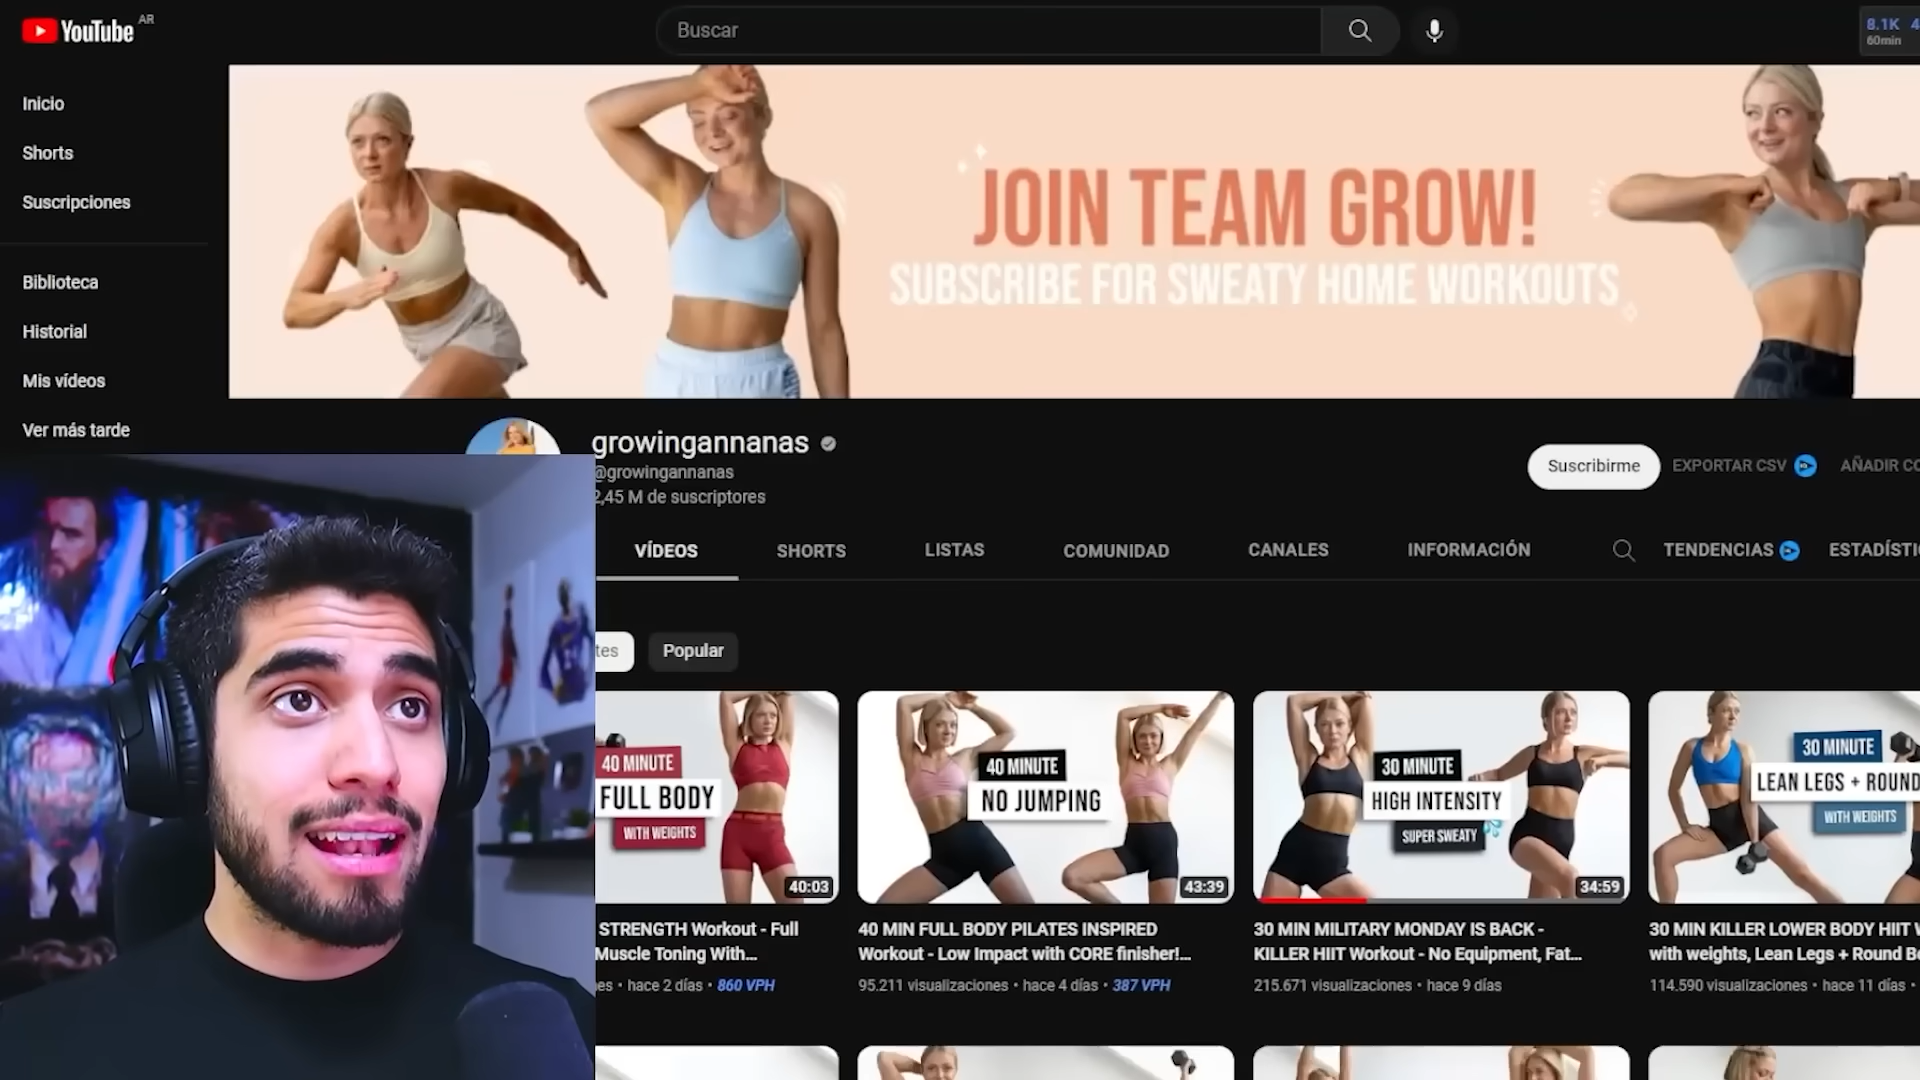 YouTube AR
Buscar
8.1K 4
60min
Inicio
Shorts
Suscripciones
Biblioteca
Historial
Mis vídeos
Ver más tarde
JOIN TEAM GROW!
SUBSCRIBE FOR SWEATY HOME WORKOUTS
growingannanas
@growingannanas
2,45 M de suscriptores
Suscribirme
EXPORTAR CSV
AÑADIR CO
VÍDEOS
SHORTS
LISTAS
COMUNIDAD
CANALES
INFORMACIÓN
TENDENCIAS
ESTADÍSTI
tes
Popular
40 MINUTE
FULL BODY
WITH WEIGHTS
40:03
40 MINUTE
NO JUMPING
43:39
30 MINUTE
HIGH INTENSITY
SUPER SWEATY
34:59
30 MINUTE
LEAN LEGS + ROUND
WITH WEIGHTS
STRENGTH Workout - Full
Muscle Toning With...
es • hace 2 días • 860 VPH
40 MIN FULL BODY PILATES INSPIRED
Workout - Low Impact with CORE finisher!...
95.211 visualizaciones • hace 4 días • 387 VPH
30 MIN MILITARY MONDAY IS BACK -
KILLER HIIT Workout - No Equipment, Fat...
215.671 visualizaciones • hace 9 días
30 MIN KILLER LOWER BODY HIIT W
with weights, Lean Legs + Round B
114.590 visualizaciones • hace 11 días •